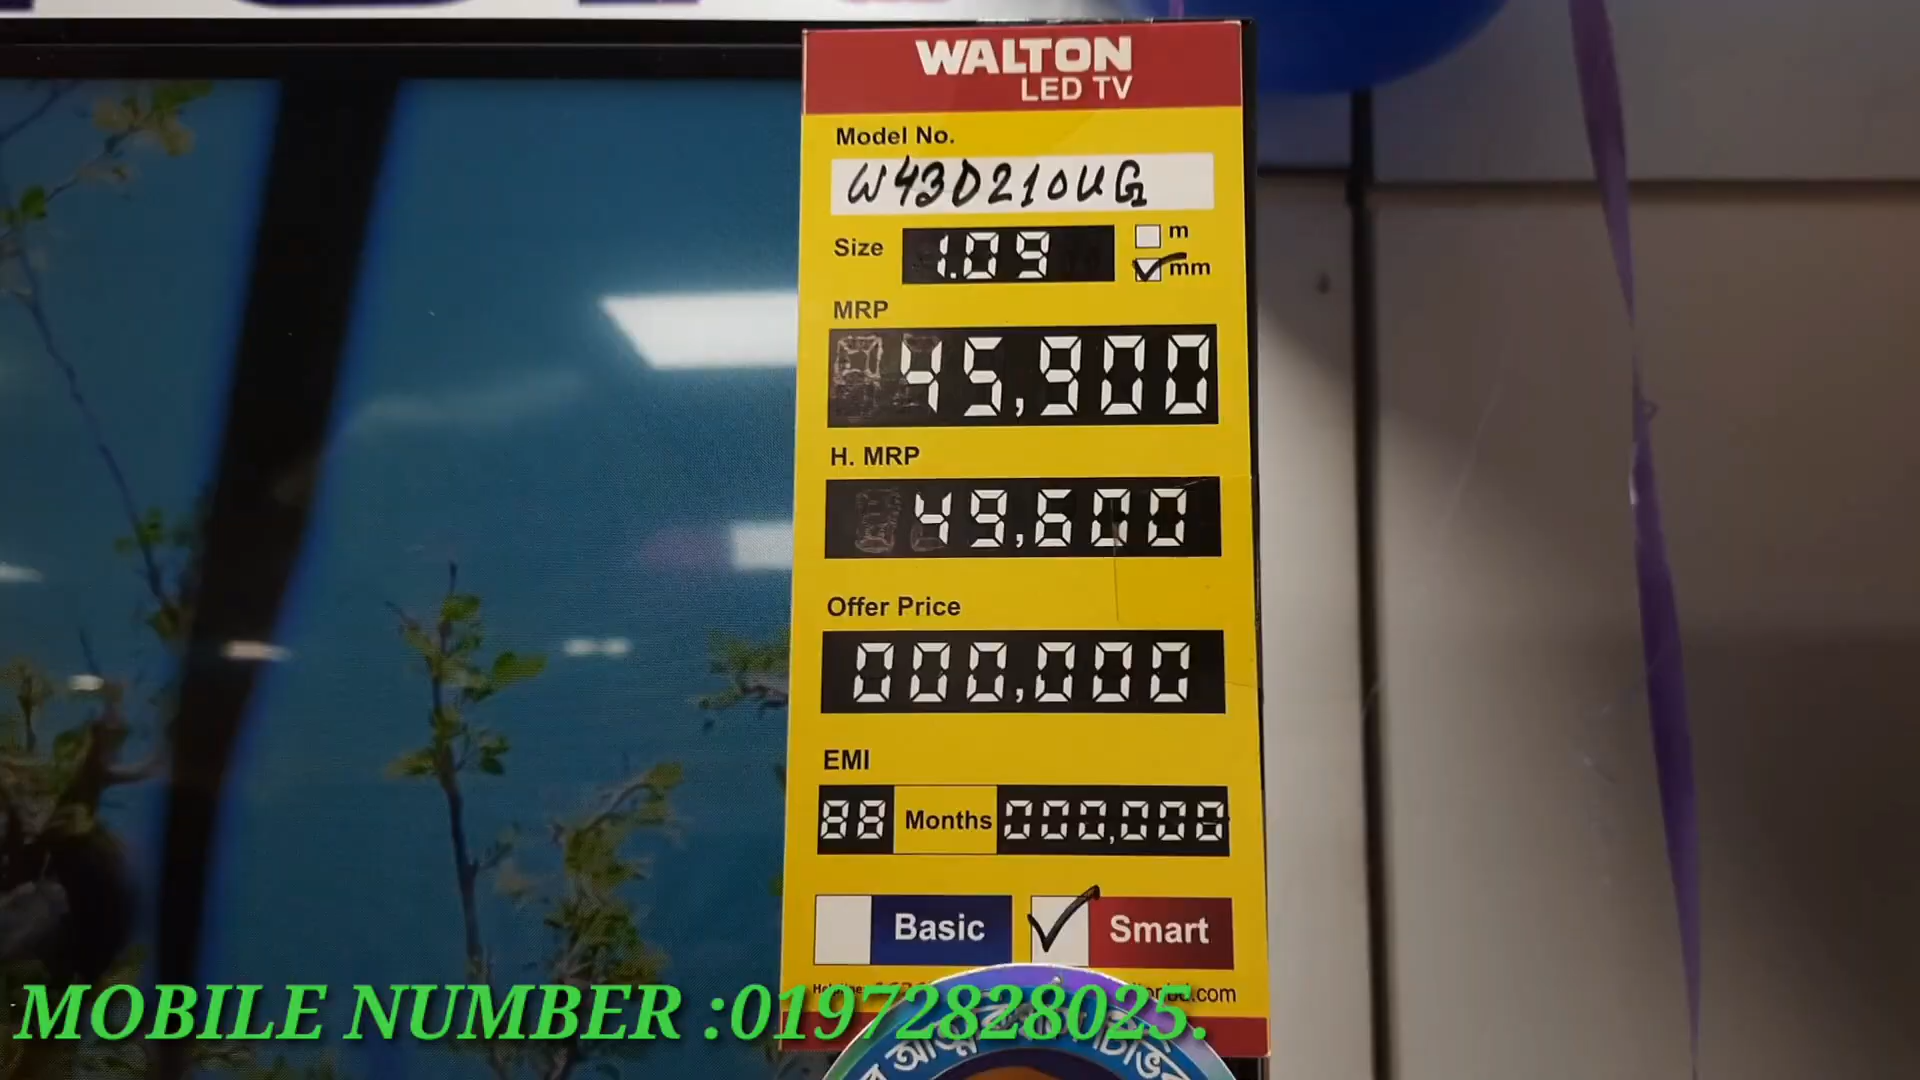 WALTON
LED TV
Model No.
W43D210UG
Size 1.09 m
mm
MRP
45,900
H. MRP
49,600
Offer Price
000,000
EMI
88 Months 000,000
Basic Smart
MOBILE NUMBER :01972828025.